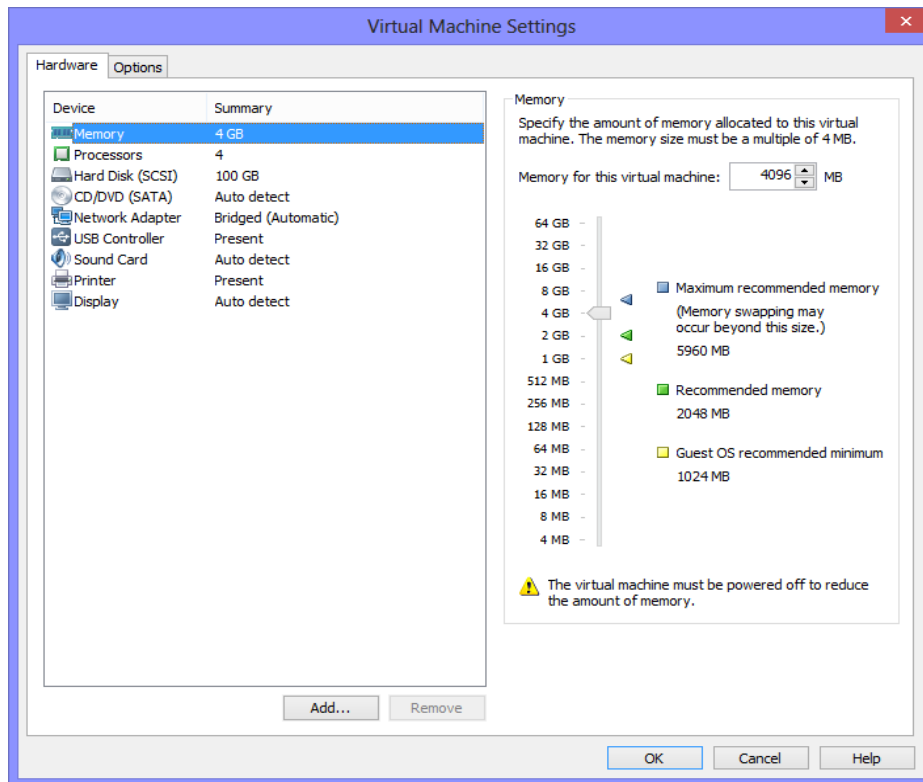 Virtual Machine Settings
Hardware Options
Device Summary
Memory 4 GB
Processors 4
Hard Disk (SCSI) 100 GB
CD/DVD (SATA) Auto detect
Network Adapter Bridged (Automatic)
USB Controller Present
Sound Card Auto detect
Printer Present
Display Auto detect
Add... Remove
Memory
Specify the amount of memory allocated to this virtual
machine. The memory size must be a multiple of 4 MB.
Memory for this virtual machine: 4096 MB
64 GB
32 GB
16 GB
8 GB
4 GB
2 GB
1 GB
512 MB
256 MB
128 MB
64 MB
32 MB
16 MB
8 MB
4 MB
Maximum recommended memory
(Memory swapping may
occur beyond this size.)
5960 MB
Recommended memory
2048 MB
Guest OS recommended minimum
1024 MB
The virtual machine must be powered off to reduce
the amount of memory.
OK Cancel Help